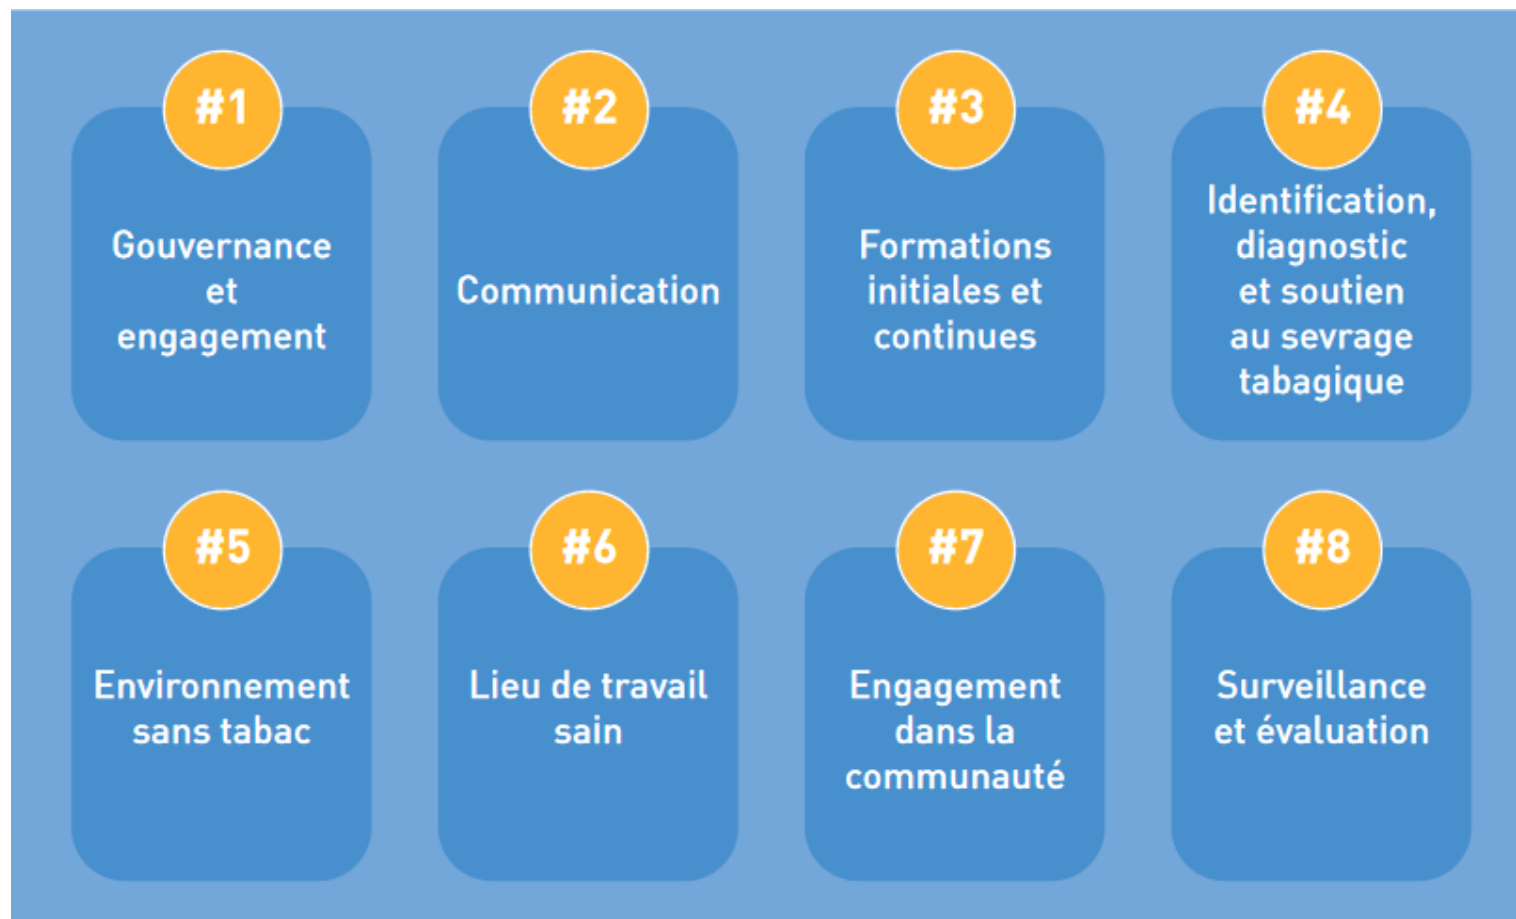 #1
Gouvernance
et
engagement
#2
Communication
#3
Formations
initiales et
continues
#4
Identification,
diagnostic
et soutien
au sevrage
tabagique
#5
Environnement
sans tabac
#6
Lieu de travail
sain
#7
Engagement
dans la
communauté
#8
Surveillance
et évaluation